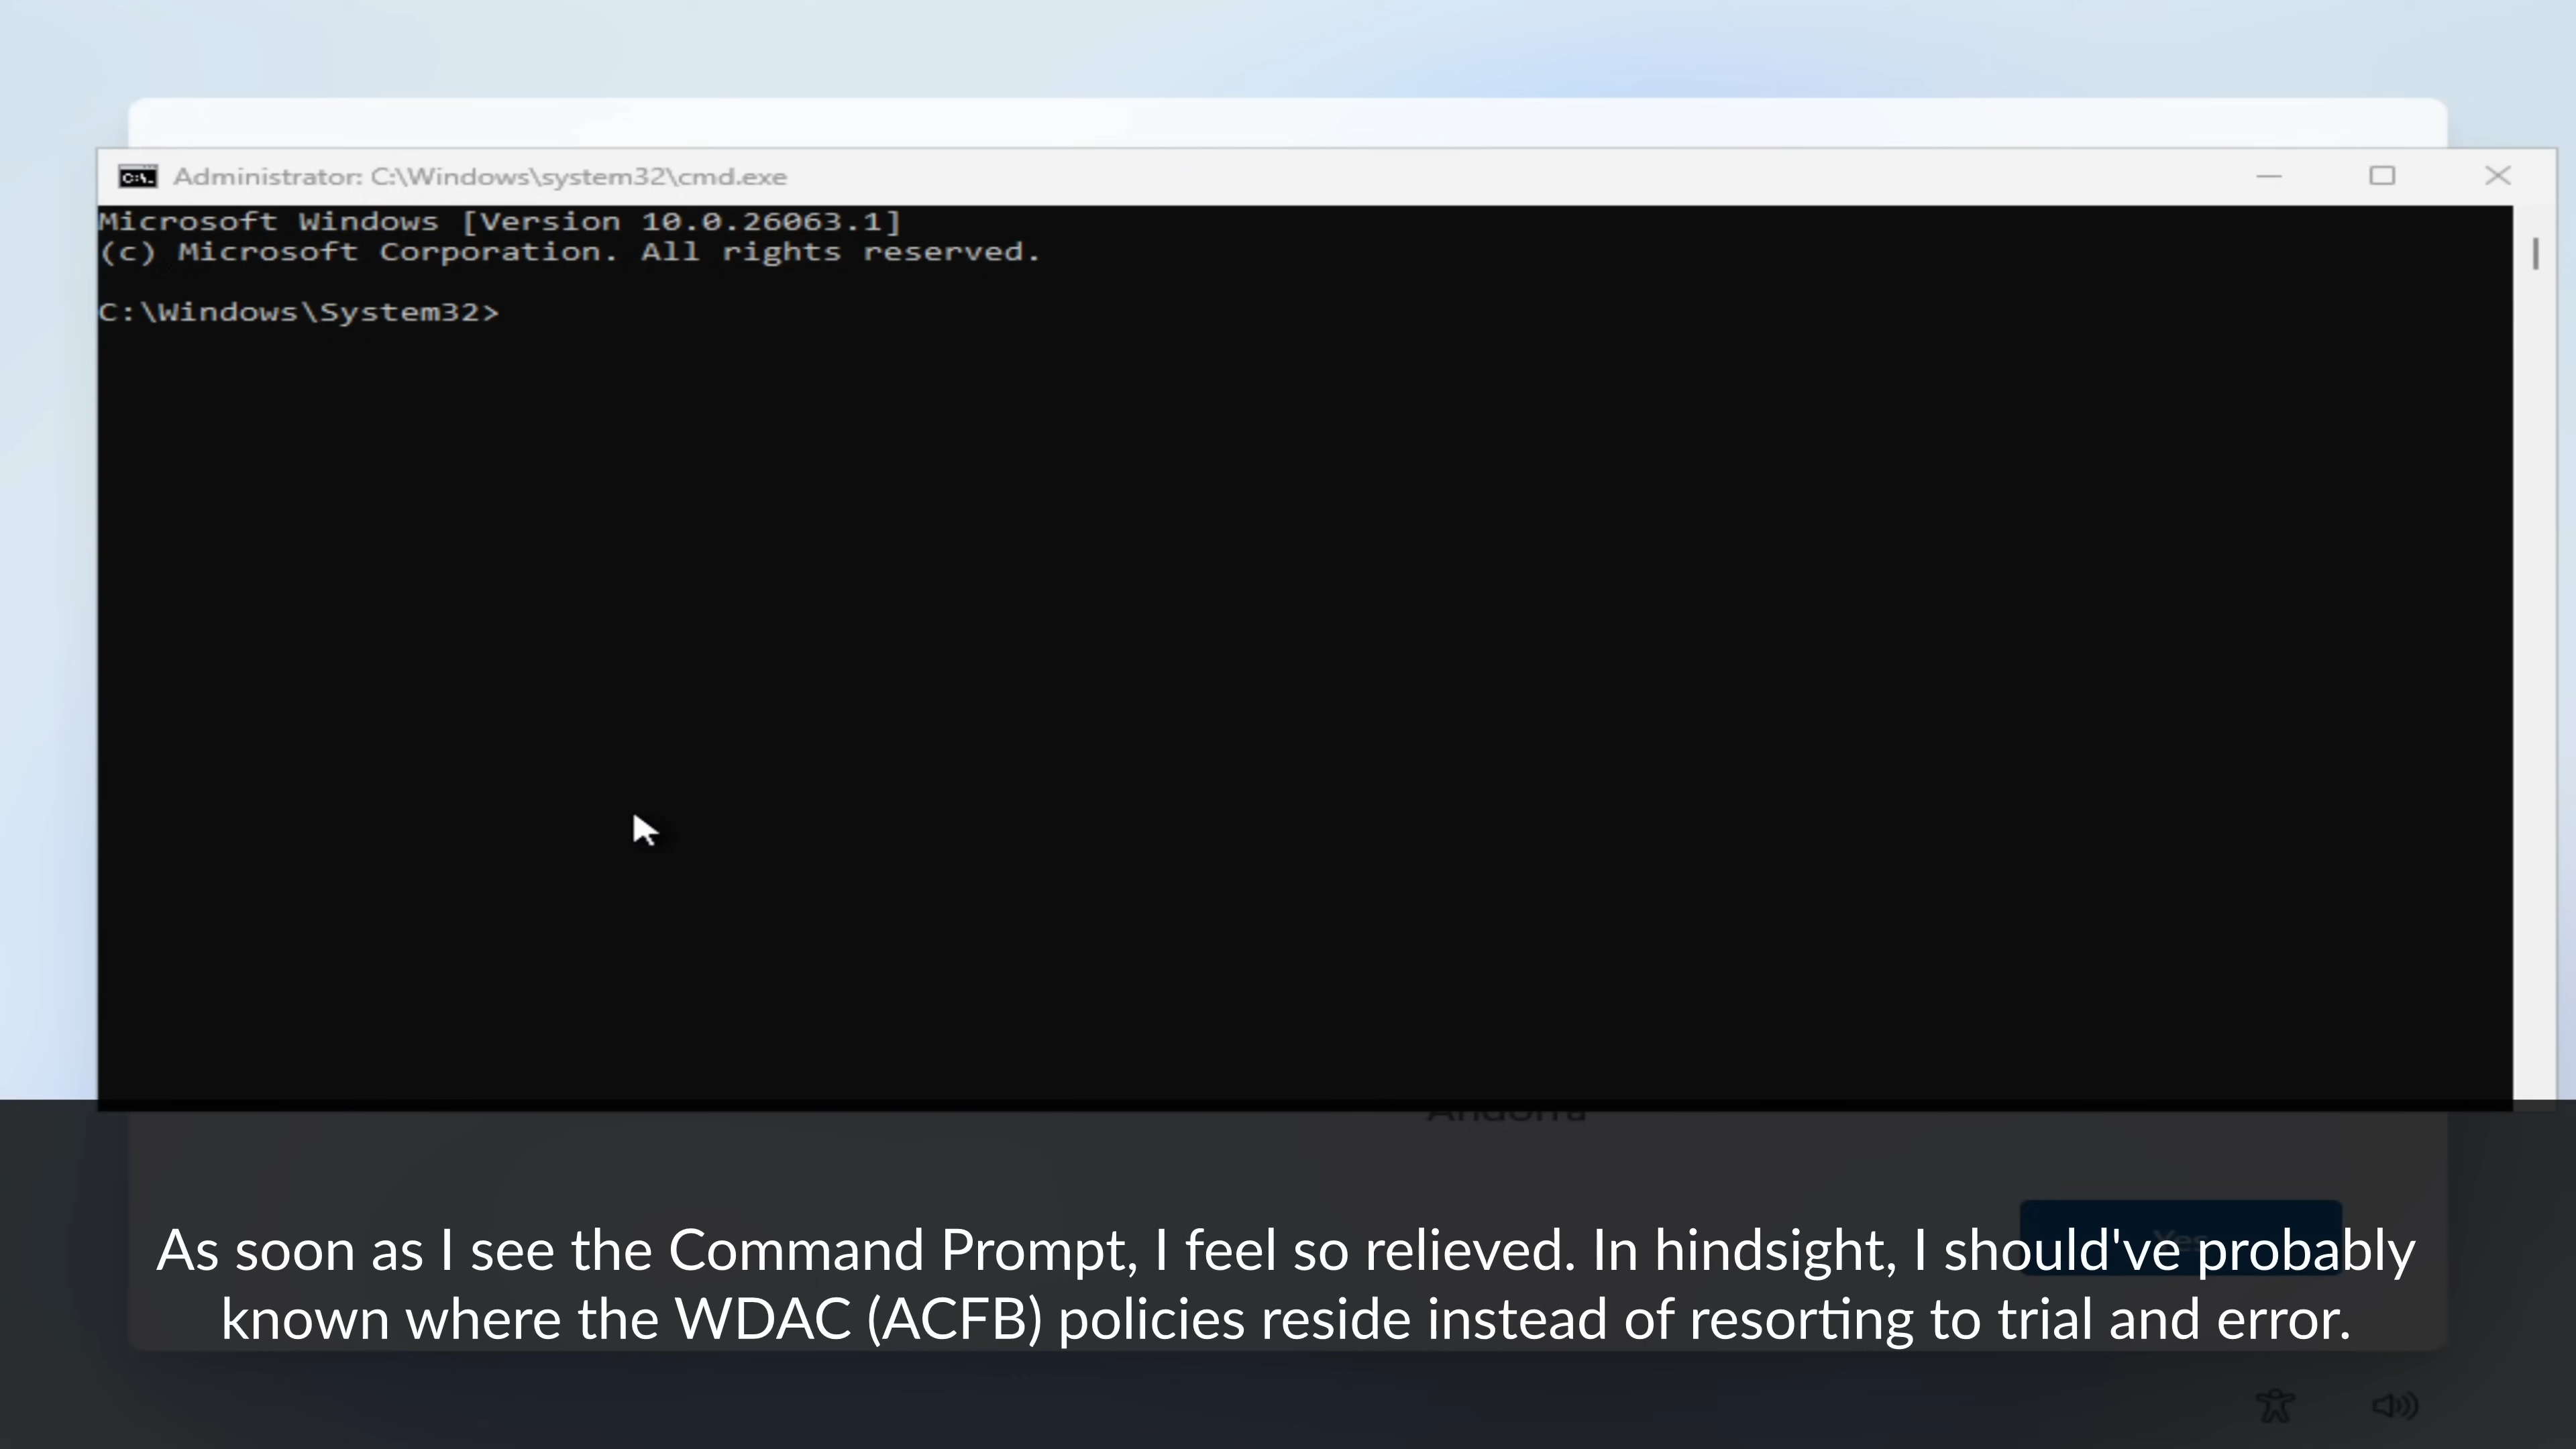 Administrator: C:\Windows\system32\cmd.exe
Microsoft Windows [Version 10.0.26063.1]
(c) Microsoft Corporation. All rights reserved.
C:\Windows\System32>
Andorra
Yes
As soon as I see the Command Prompt, I feel so relieved. In hindsight, I should've probably
known where the WDAC (ACFB) policies reside instead of resorting to trial and error.